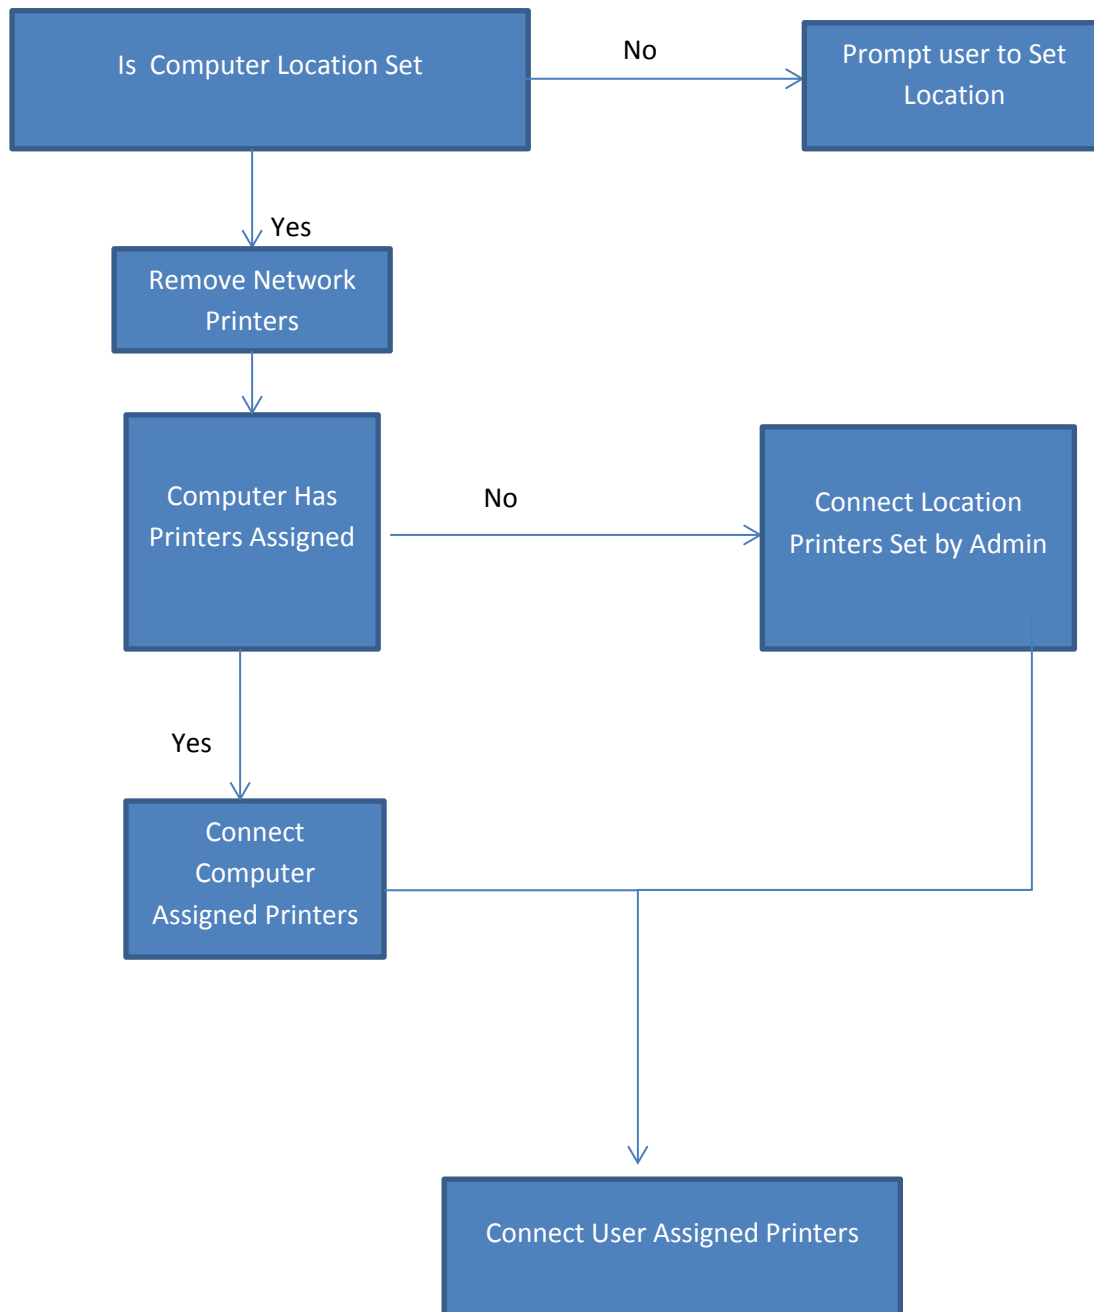 Is  Computer Location Set
No
Prompt user to Set
Location
Yes
Remove Network
Printers
Computer Has
Printers Assigned
No
Connect Location
Printers Set by Admin
Yes
Connect
Computer
Assigned Printers
Connect User Assigned Printers